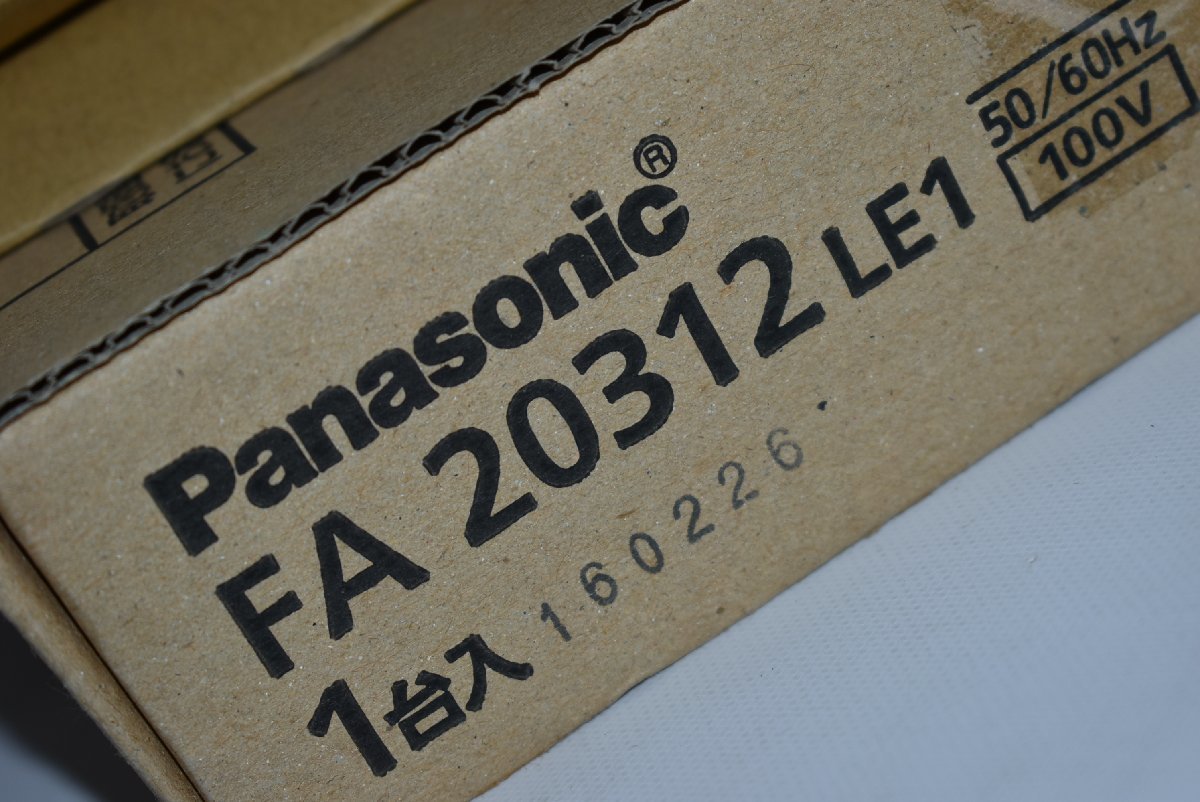 Panasonic®
FA 20312 LE1
50/60Hz
100V
1台入 160226